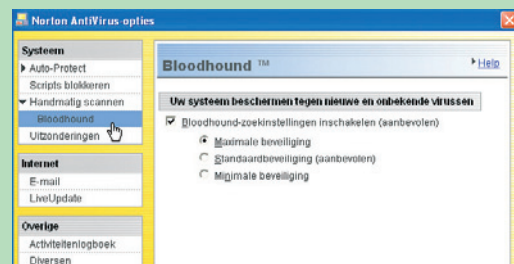 Norton AntiVirus-opties
Systeem
Auto-Protect
Scripts blokkeren
Handmatig scannen
Bloodhound
Uitzonderingen
Internet
E-mail
LiveUpdate
Overige
Activiteitenlogboek
Diversen
Bloodhound ™
Help
Uw systeem beschermen tegen nieuwe en onbekende virussen
Bloodhound-zoekinstellingen inschakelen (aanbevolen)
Maximale beveiliging
Standaardbeveiliging (aanbevolen)
Minimale beveiliging